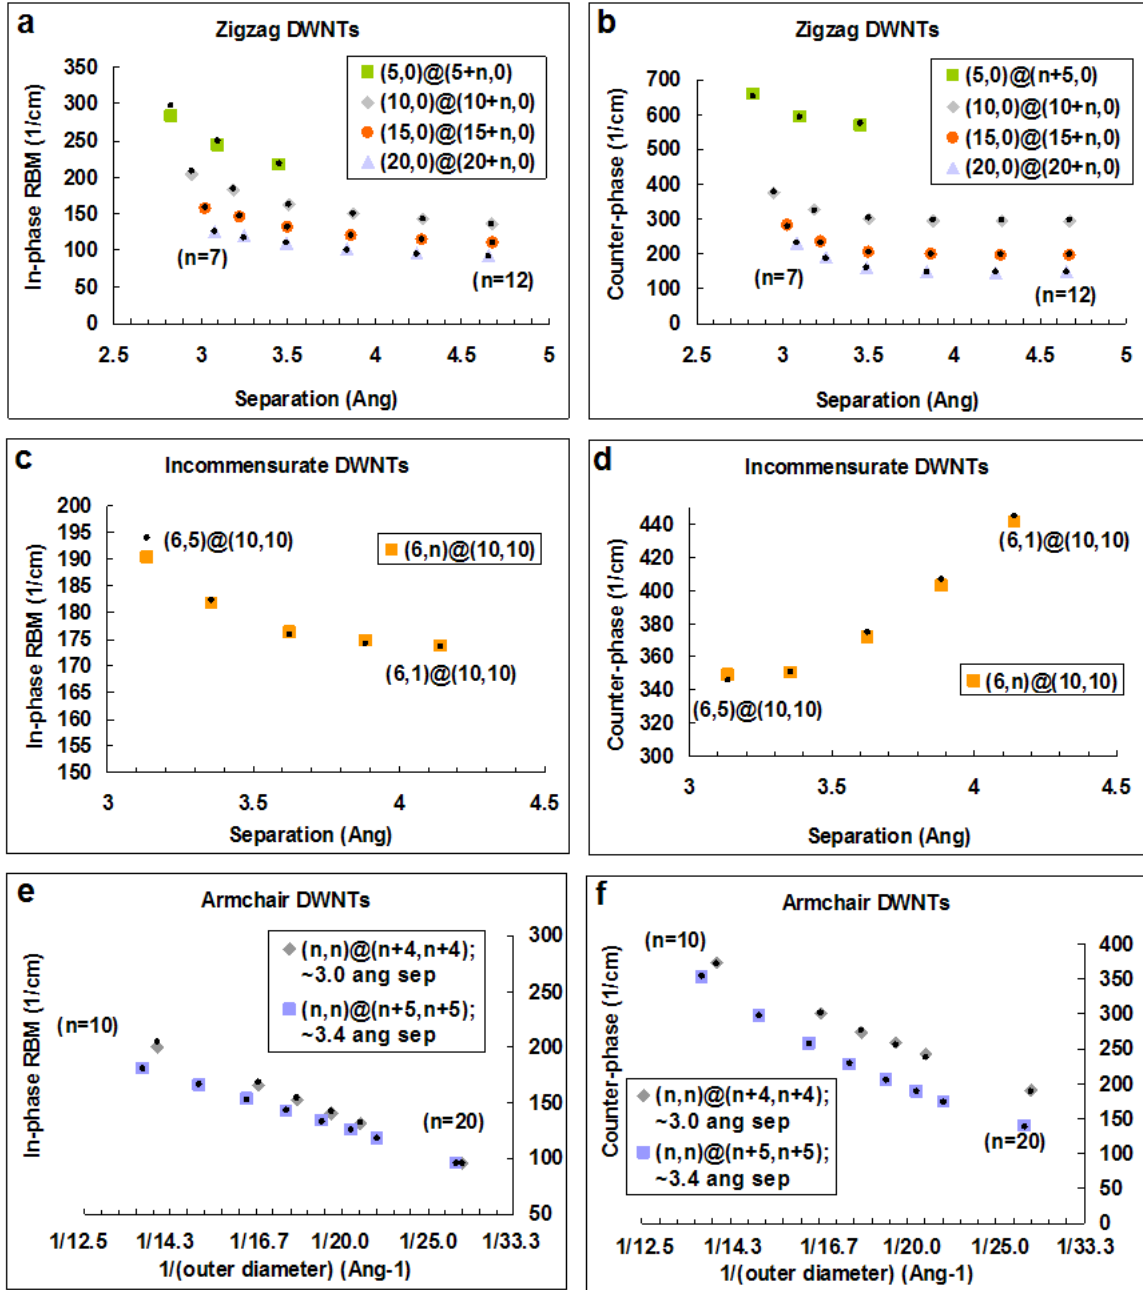 a
Zigzag DWNTs
In-phase RBM (1/cm)
350
300
250
200
150
100
50
0
(5,0)@(5+n,0)
(10,0)@(10+n,0)
(15,0)@(15+n,0)
(20,0)@(20+n,0)
(n=7)
(n=12)
2.5 3 3.5 4 4.5 5
Separation (Ang)
b
Zigzag DWNTs
Counter-phase (1/cm)
700
600
500
400
300
200
100
0
(5,0)@(n+5,0)
(10,0)@(10+n,0)
(15,0)@(15+n,0)
(20,0)@(20+n,0)
(n=7)
(n=12)
2.5 3 3.5 4 4.5 5
Separation (Ang)
c
Incommensurate DWNTs
In-phase RBM (1/cm)
200
195
190
185
180
175
170
165
160
155
150
(6,5)@(10,10)
(6,n)@(10,10)
(6,1)@(10,10)
3 3.5 4 4.5
Separation (Ang)
d
Incommensurate DWNTs
Counter-phase (1/cm)
440
420
400
380
360
340
320
300
(6,1)@(10,10)
(6,n)@(10,10)
(6,5)@(10,10)
3 3.5 4 4.5
Separation (Ang)
e
Armchair DWNTs
In-phase RBM (1/cm)
(n,n)@(n+4,n+4);
~3.0 ang sep
(n,n)@(n+5,n+5);
~3.4 ang sep
(n=10)
(n=20)
300
250
200
150
100
50
1/12.5 1/14.3 1/16.7 1/20.0 1/25.0 1/33.3
1/(outer diameter) (Ang-1)
f
Armchair DWNTs
Counter-phase (1/cm)
(n=10)
(n,n)@(n+4,n+4);
~3.0 ang sep
(n,n)@(n+5,n+5);
~3.4 ang sep
(n=20)
400
350
300
250
200
150
100
50
0
1/12.5 1/14.3 1/16.7 1/20.0 1/25.0 1/33.3
1/(outer diameter) (Ang-1)